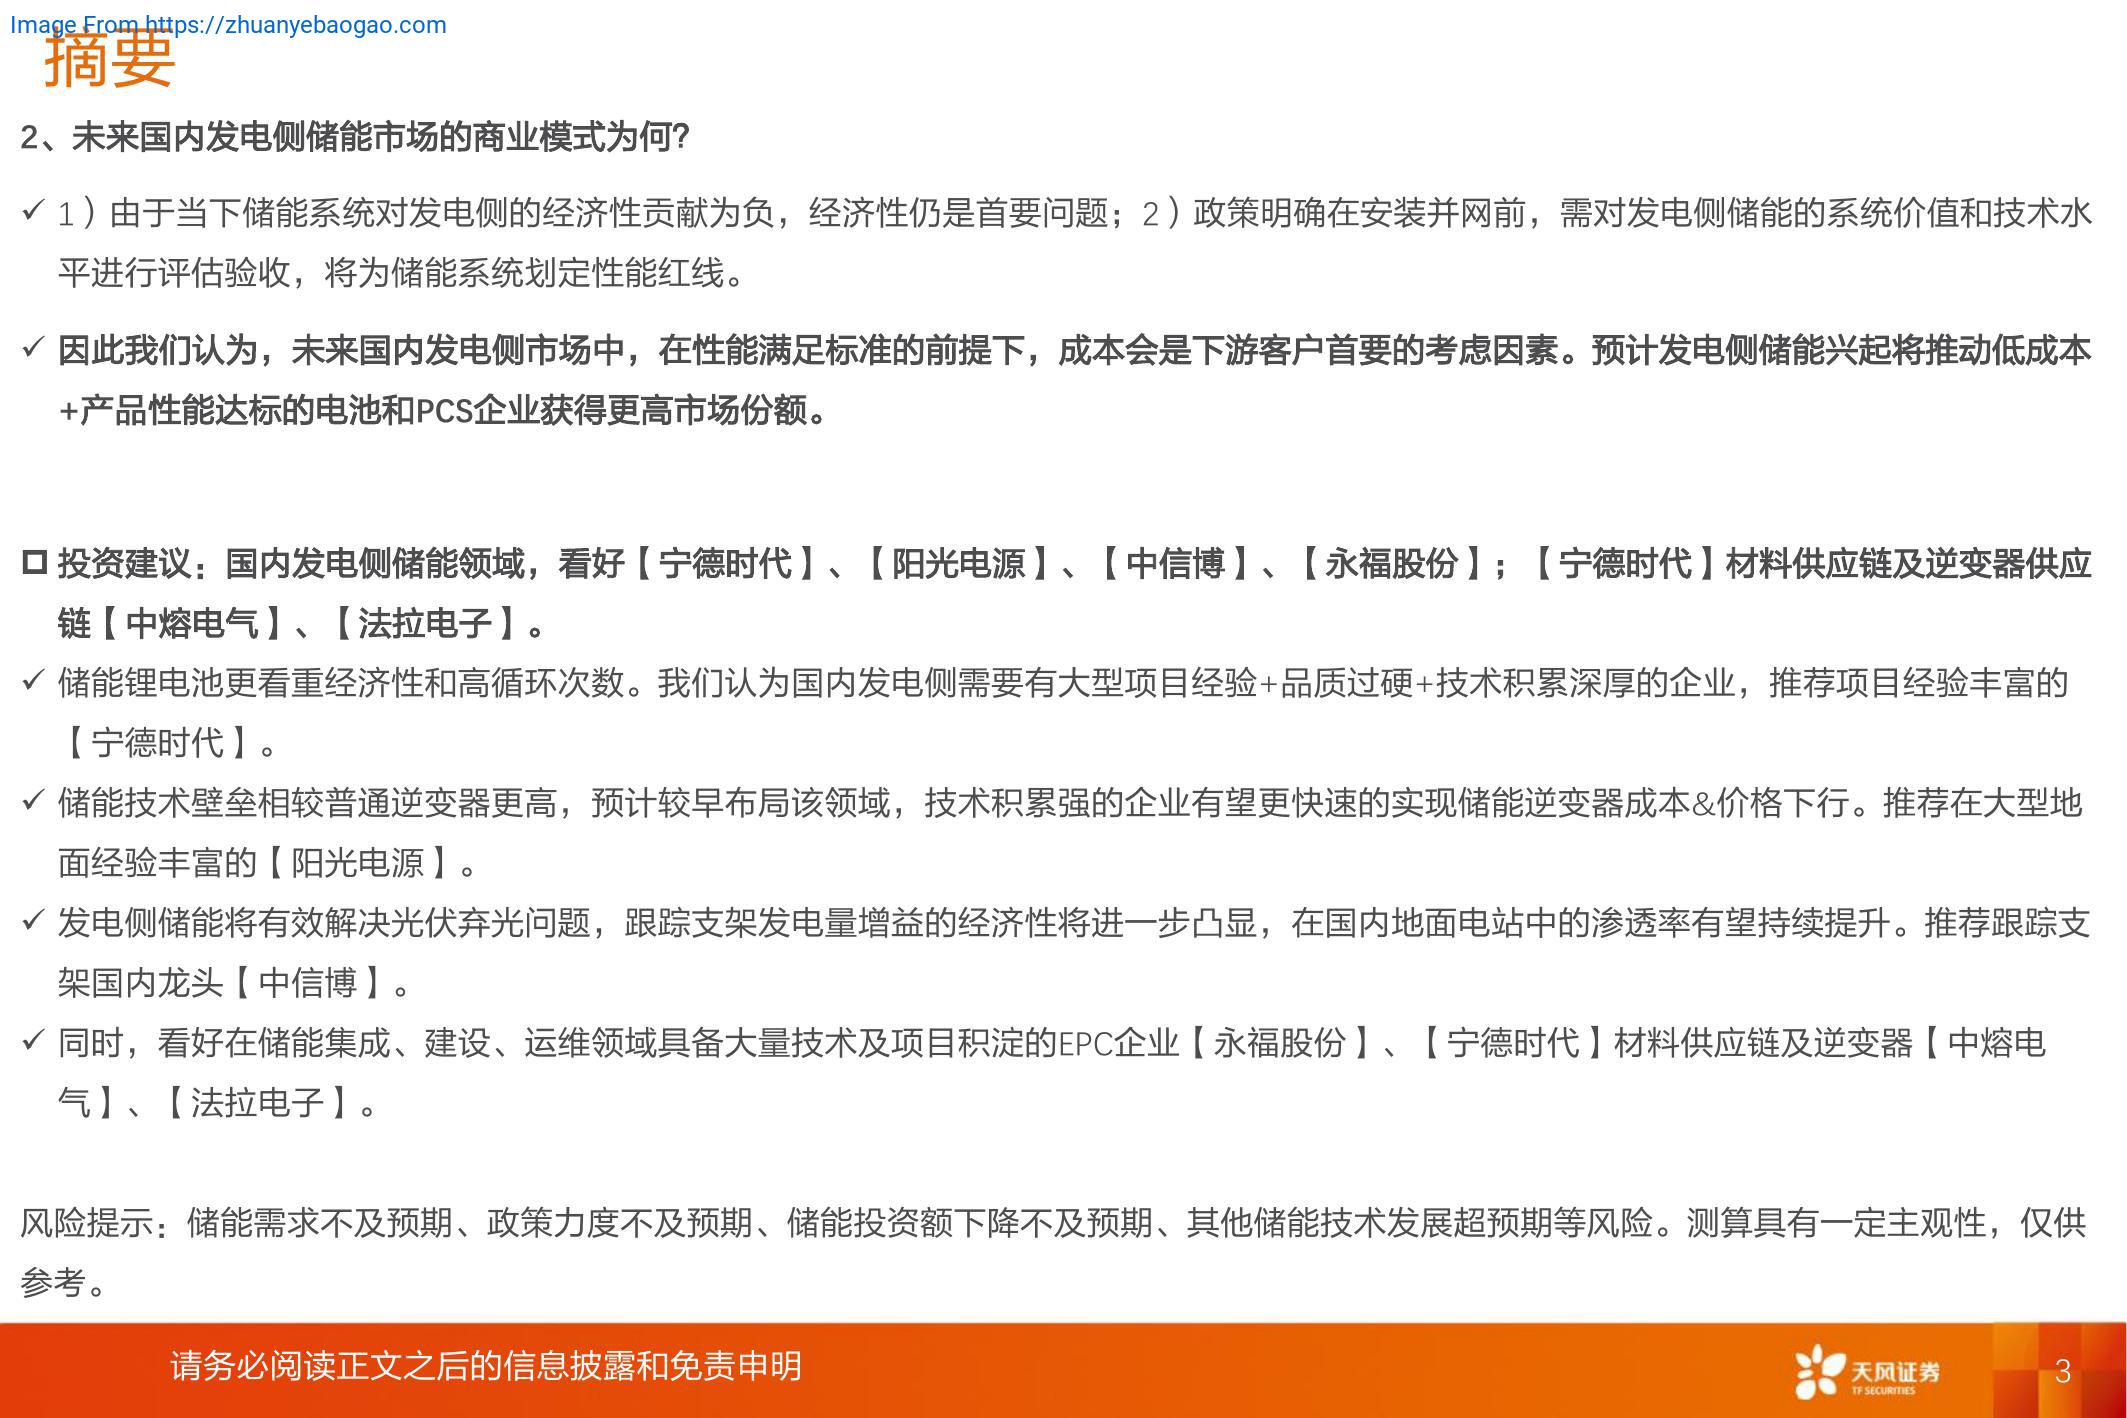 Image From https://zhuanyebaogao.com
摘要
2、未来国内发电侧储能市场的商业模式为何？
✓ 1）由于当下储能系统对发电侧的经济性贡献为负，经济性仍是首要问题；2）政策明确在安装并网前，需对发电侧储能的系统价值和技术水
平进行评估验收，将为储能系统划定性能红线。
✓ 因此我们认为，未来国内发电侧市场中，在性能满足标准的前提下，成本会是下游客户首要的考虑因素。预计发电侧储能兴起将推动低成本
+产品性能达标的电池和PCS企业获得更高市场份额。
投资建议：国内发电侧储能领域，看好【宁德时代】、【阳光电源】、【中信博】、【永福股份】；【宁德时代】材料供应链及逆变器供应
链【中熔电气】、【法拉电子】。
✓ 储能锂电池更看重经济性和高循环次数。我们认为国内发电侧需要有大型项目经验+品质过硬+技术积累深厚的企业，推荐项目经验丰富的
【宁德时代】。
✓ 储能技术壁垒相较普通逆变器更高，预计较早布局该领域，技术积累强的企业有望更快速的实现储能逆变器成本&价格下行。推荐在大型地
面经验丰富的【阳光电源】。
✓ 发电侧储能将有效解决光伏弃光问题，跟踪支架发电量增益的经济性将进一步凸显，在国内地面电站中的渗透率有望持续提升。推荐跟踪支
架国内龙头【中信博】。
✓ 同时，看好在储能集成、建设、运维领域具备大量技术及项目积淀的EPC企业【永福股份】、【宁德时代】材料供应链及逆变器【中熔电
气】、【法拉电子】。
风险提示：储能需求不及预期、政策力度不及预期、储能投资额下降不及预期、其他储能技术发展超预期等风险。测算具有一定主观性，仅供
参考。
请务必阅读正文之后的信息披露和免责申明
天风证券
TF SECURITIES
3